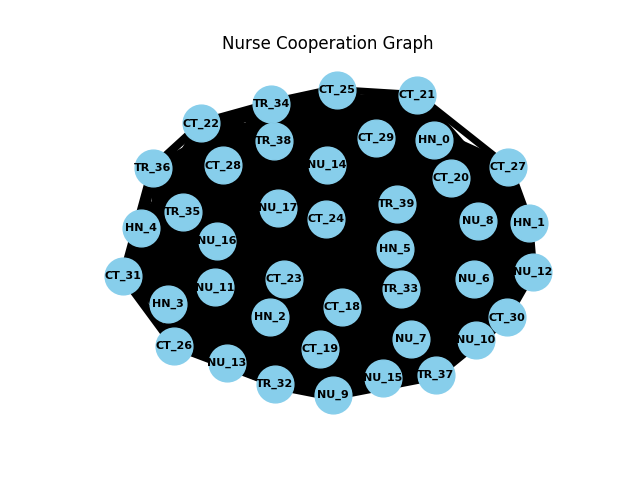 Nurse Cooperation Graph
CT_25
CT_21
TR_34
CT_22
TR_38
CT_29
HN_0
CT_28
NU_14
TR_36
CT_27
CT_20
NU_17
TR_39
TR_35
CT_24
NU_8
HN_1
HN_4
NU_16
HN_5
CT_31
NU_12
CT_23
NU_6
NU_11
TR_33
HN_3
CT_18
HN_2
CT_30
CT_26
NU_7
NU_10
CT_19
NU_13
TR_32
NU_15
TR_37
NU_9